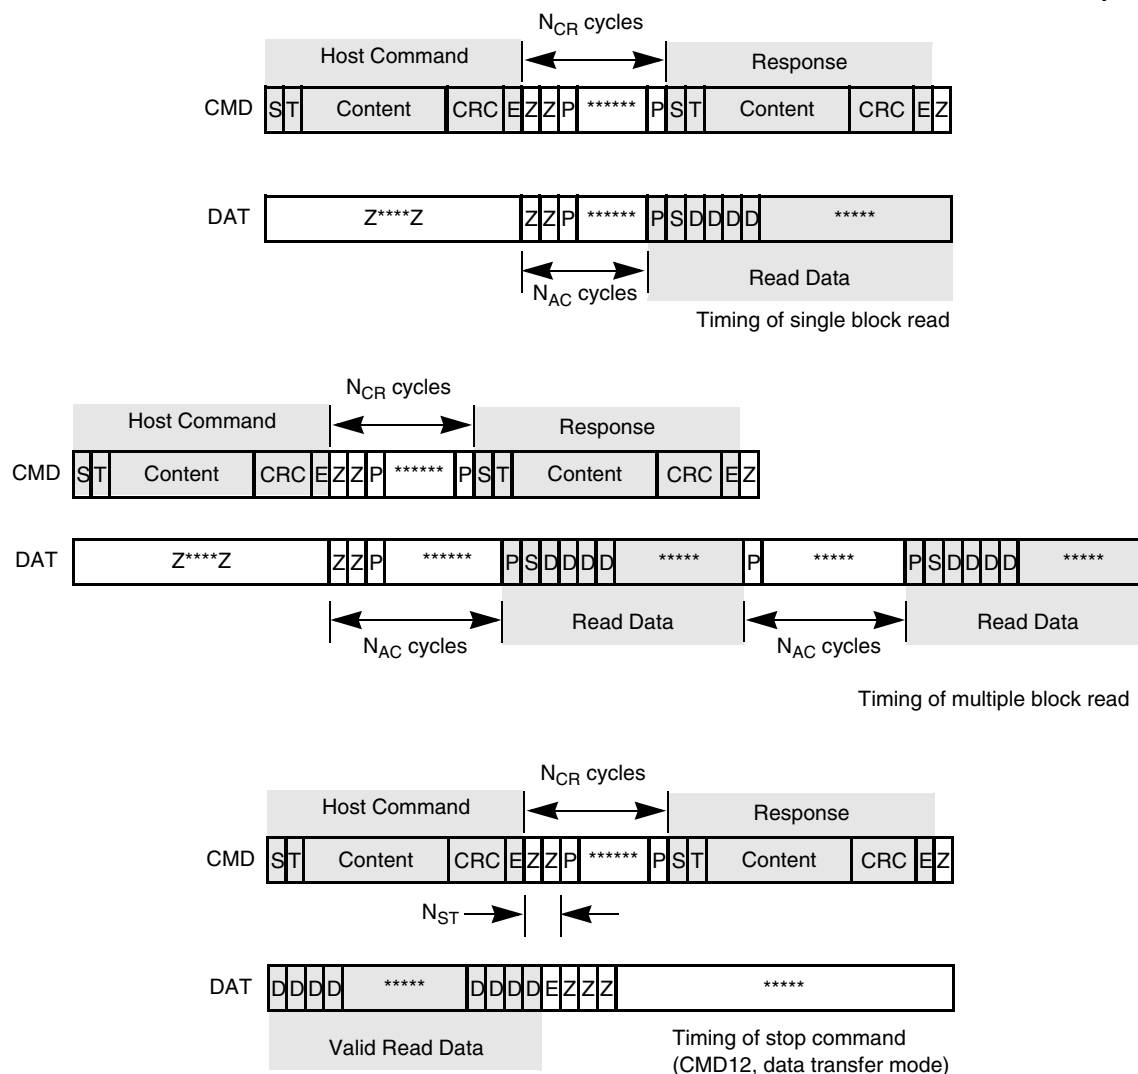 N_CR cycles
Host Command
Response
CMD S T Content CRC E Z Z P ****** P S T Content CRC E Z
DAT Z****Z Z Z P ****** P S D D D D *****
N_AC cycles
Read Data
Timing of single block read
N_CR cycles
Host Command
Response
CMD S T Content CRC E Z Z P ****** P S T Content CRC E Z
DAT Z****Z Z Z P ****** P S D D D D ***** P ***** P S D D D D *****
N_AC cycles
Read Data
N_AC cycles
Read Data
Timing of multiple block read
N_CR cycles
Host Command
Response
CMD S T Content CRC E Z Z P ****** P S T Content CRC E Z
N_ST
DAT D D D D ***** D D D D E Z Z Z *****
Valid Read Data
Timing of stop command
(CMD12, data transfer mode)